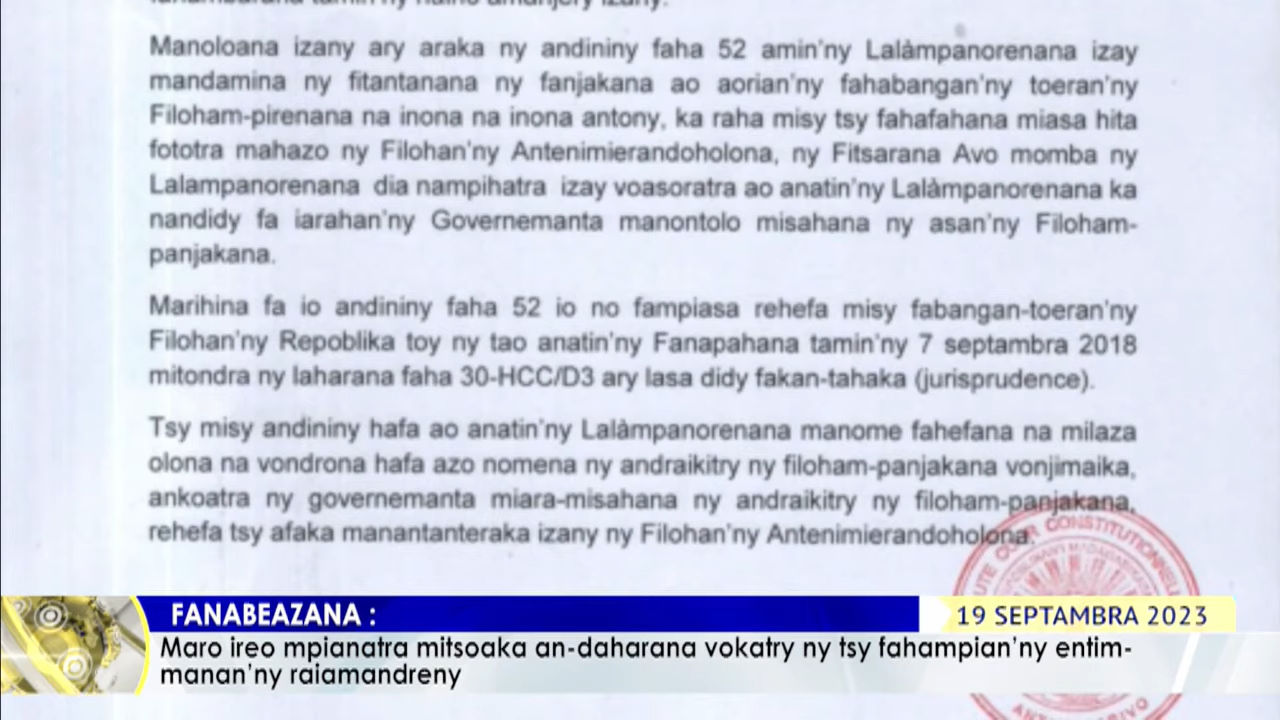 Manoloana izany ary araka ny andininy faha 52 amin'ny Lalàmpanorenana izay
mandamina ny fitantanana ny fanjakana ao aorian'ny fahabangan'ny toeran'ny
Filoham-pirenana na inona na inona antony, ka raha misy tsy fahafahana miasa hita
fototra mahazo ny Filohan'ny Antenimierandoholona, ny Fitsarana Avo momba ny
Lalampanorenana dia nampihatra izay voasoratra ao anatin'ny Lalàmpanorenana ka
nandidy fa iarahan'ny Governemanta manontolo misahana ny asan'ny Filoham-
panjakana.
Marihina fa io andininy faha 52 io no fampiasa rehefa misy fabangan-toeran'ny
Filohan'ny Repoblika toy ny tao anatin'ny Fanapahana tamin'ny 7 septambra 2018
mitondra ny laharana faha 30-HCC/D3 ary lasa didy fakan-tahaka (jurisprudence).
Tsy misy andininy hafa ao anatin'ny Lalàmpanorenana manome fahefana na milaza
olona na vondrona hafa azo nomena ny andraikitry ny filoham-panjakana vonjimaika,
ankoatra ny governemanta miara-misahana ny andraikitry ny filoham-panjakana,
rehefa tsy afaka manantanteraka izany ny Filohan'ny Antenimierandoholona.
COUR CONSTITUTIONNELLE
FANABEAZANA :
19 SEPTAMBRA 2023
Maro ireo mpianatra mitsoaka an-daharana vokatry ny tsy fahampian'ny entim-
manan'ny raiamandreny